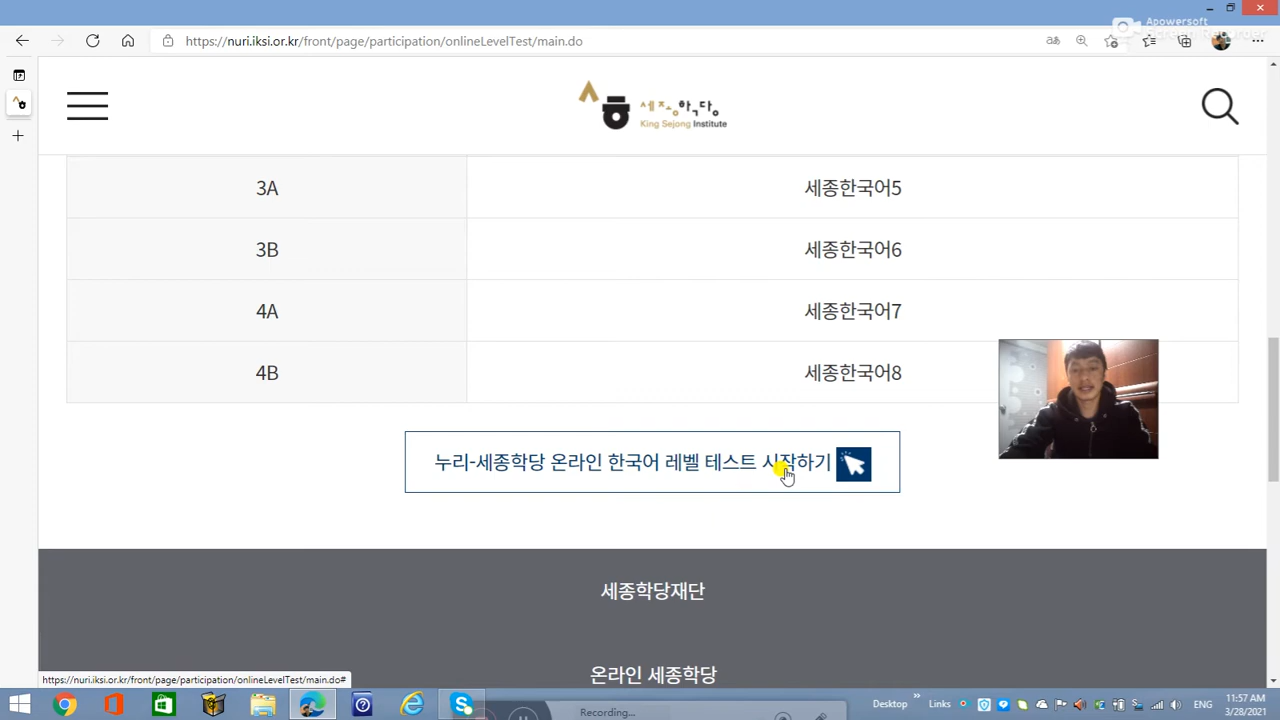 Apowersoft
Screen Recorder
https://nuri.iksi.or.kr/front/page/participation/onlineLevelTest/main.do
세종학당
King Sejong Institute
3A 세종한국어5
3B 세종한국어6
4A 세종한국어7
4B 세종한국어8
누리-세종학당 온라인 한국어 레벨 테스트 시작하기
세종학당재단
온라인 세종학당
https://nuri.iksi.or.kr/front/page/participation/onlineLevelTest/main.do#
Recording...
Desktop
Links
ENG
11:57 AM
3/28/2021